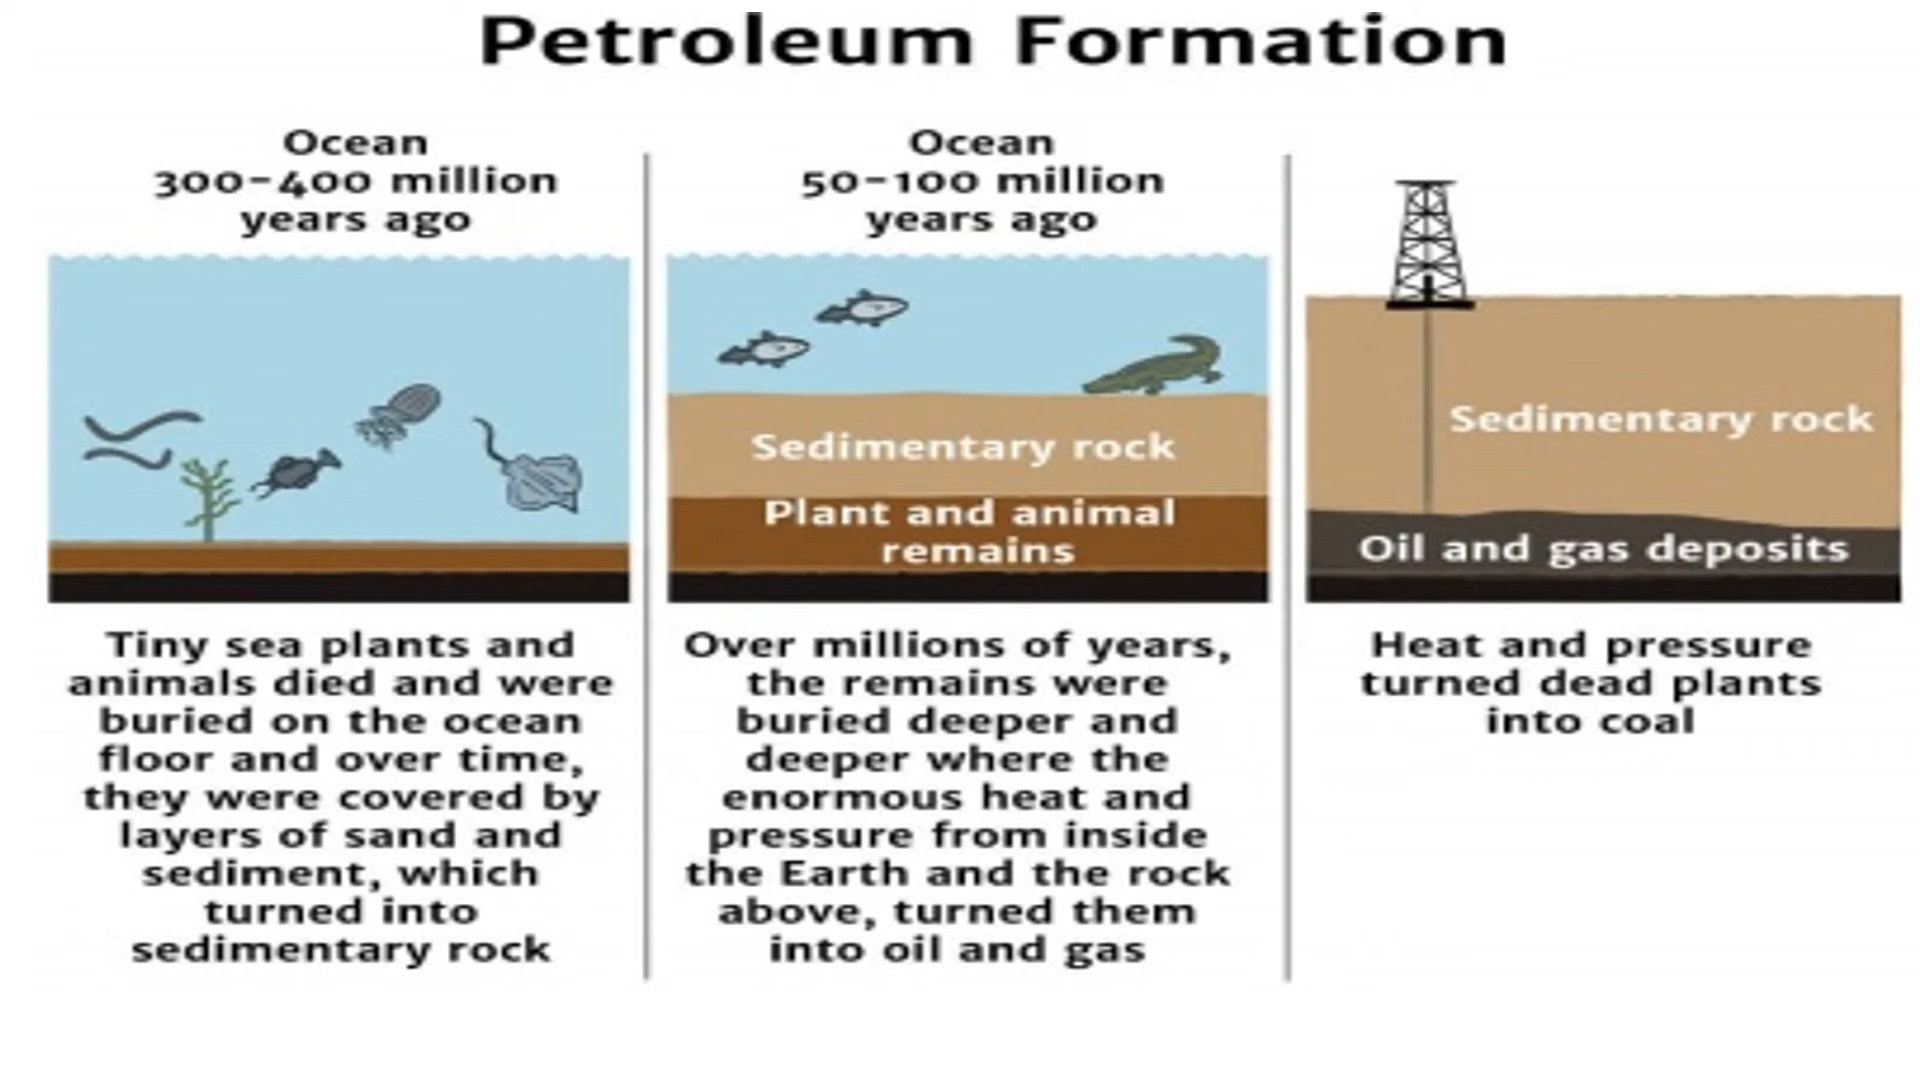 Petroleum Formation
Ocean
300-400 million
years ago
Tiny sea plants and
animals died and were
buried on the ocean
floor and over time,
they were covered by
layers of sand and
sediment, which
turned into
sedimentary rock
Ocean
50-100 million
years ago
Sedimentary rock
Plant and animal
remains
Over millions of years,
the remains were
buried deeper and
deeper where the
enormous heat and
pressure from inside
the Earth and the rock
above, turned them
into oil and gas
Sedimentary rock
Oil and gas deposits
Heat and pressure
turned dead plants
into coal